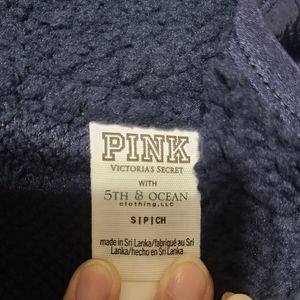 PINK
VICTORIA'S SECRET
WITH
5TH & OCEAN
clothing, LLC
S|P|CH
made in Sri Lanka/fabriqué au Sri
Lanka/hecho en Sri Lanka